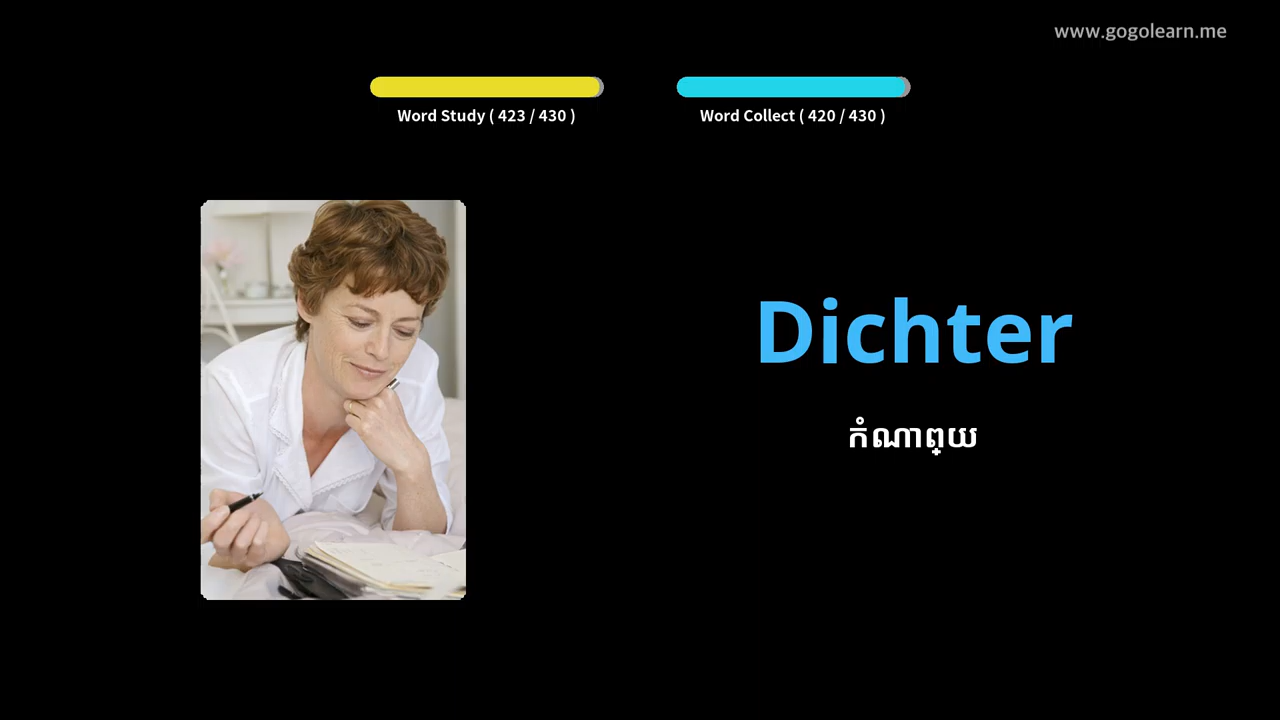 www.gogolearn.me
Word Study ( 423 / 430 )
Word Collect ( 420 / 430 )
Dichter
កំណាព្យ